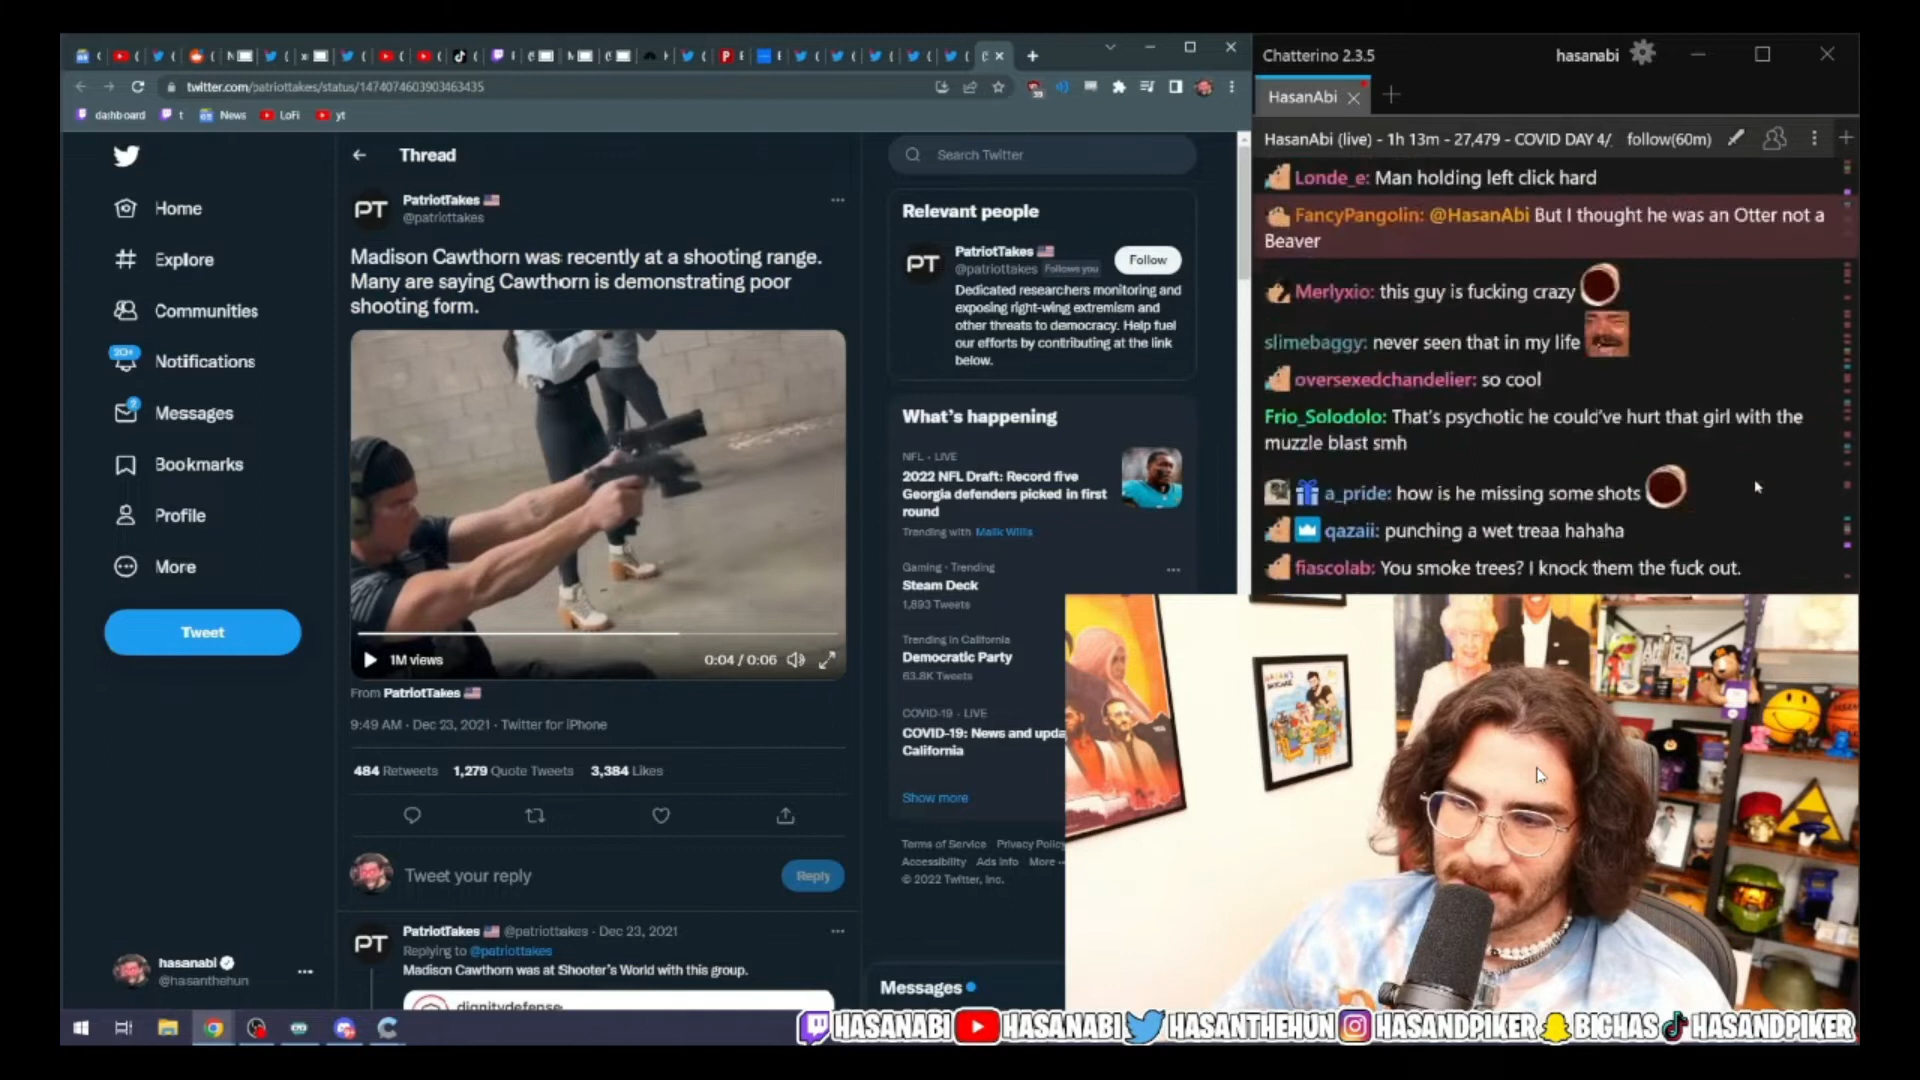 twitter.com/patriottakes/status/1474074603903463435
dashboard
t
News
LoFi
yt
Thread
Search Twitter
Home
Explore
Communities
20+
Notifications
2
Messages
Bookmarks
Profile
More
Tweet
hasanabi
@hasanthehun
PT
PatriotTakes
@patriottakes
Madison Cawthorn was recently at a shooting range.
Many are saying Cawthorn is demonstrating poor
shooting form.
1M views
0:04 / 0:06
From PatriotTakes
9:49 AM · Dec 23, 2021 · Twitter for iPhone
484 Retweets 1,279 Quote Tweets 3,384 Likes
Tweet your reply
Reply
PT
PatriotTakes @patriottakes · Dec 23, 2021
Replying to @patriottakes
Madison Cawthorn was at Shooter's World with this group.
dignitydefense
Relevant people
PT
PatriotTakes
@patriottakes Follows you
Follow
Dedicated researchers monitoring and
exposing right-wing extremism and
other threats to democracy. Help fuel
our efforts by contributing at the link
below.
What's happening
NFL · LIVE
2022 NFL Draft: Record five
Georgia defenders picked in first
round
Trending with Malik Willis
Gaming · Trending
Steam Deck
1,893 Tweets
Trending in California
Democratic Party
63.8K Tweets
COVID-19 · LIVE
COVID-19: News and upda
California
Show more
Terms of Service Privacy Policy
Accessibility Ads info More
© 2022 Twitter, Inc.
Messages
Chatterino 2.3.5
hasanabi
HasanAbi
HasanAbi (live) - 1h 13m - 27,479 - COVID DAY 4/. follow(60m)
Londe_e: Man holding left click hard
FancyPangolin: @HasanAbi But I thought he was an Otter not a
Beaver
Merlyxio: this guy is fucking crazy
slimebaggy: never seen that in my life
oversexedchandelier: so cool
Frio_Solodolo: That's psychotic he could've hurt that girl with the
muzzle blast smh
a_pride: how is he missing some shots
qazaii: punching a wet treaa hahaha
fiascolab: You smoke trees? I knock them the fuck out.
HASANABI HASANABI HASANTHEHUN HASANDPIKER BIGHAS HASANDPIKER